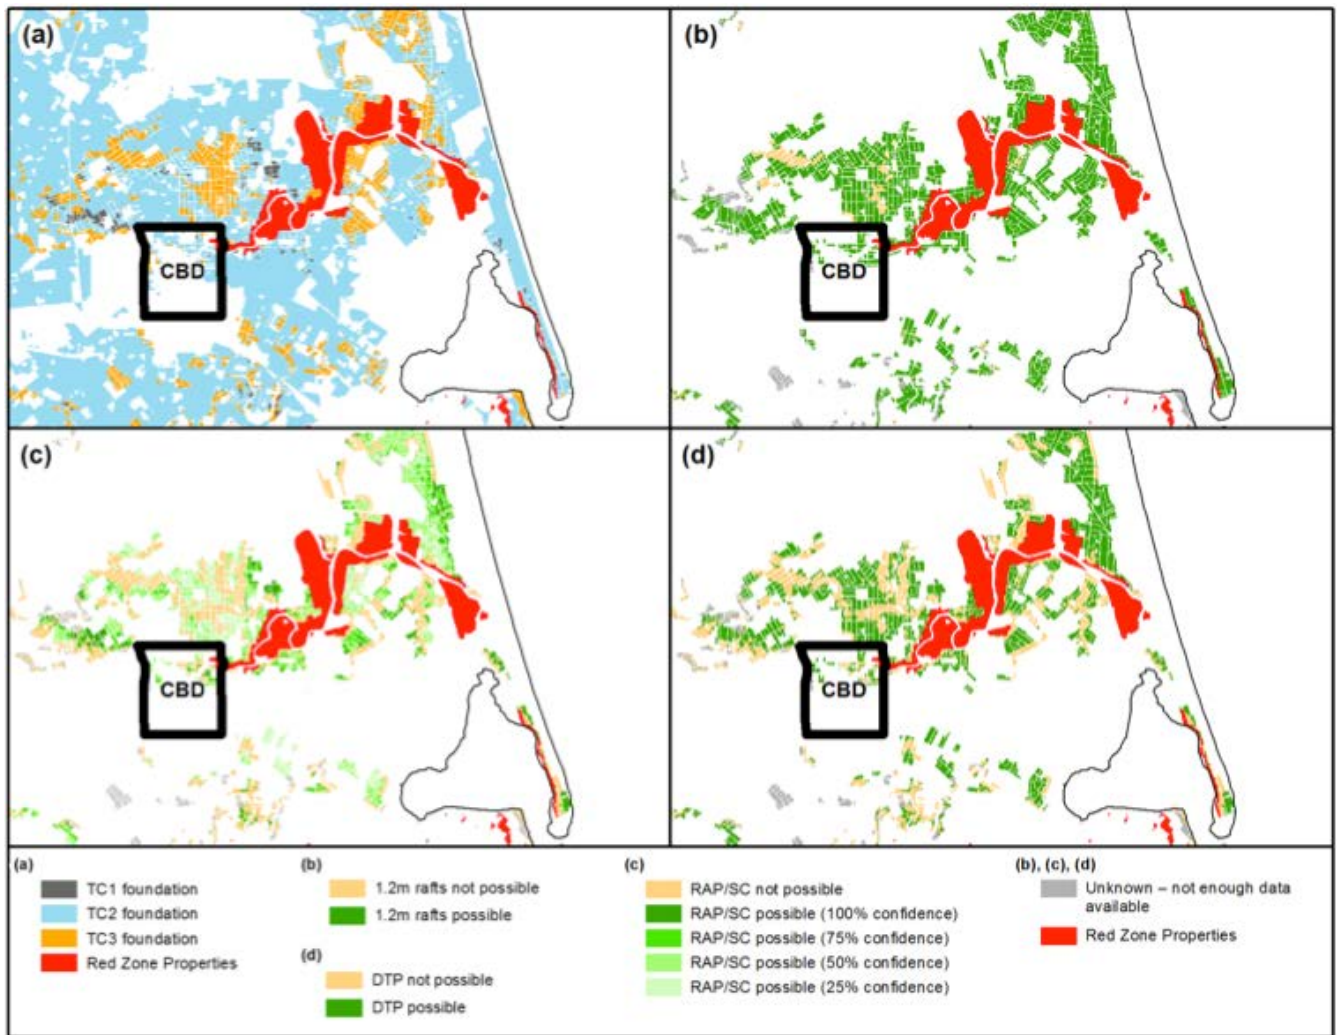 (a)
(b)
CBD
CBD
(c)
(d)
CBD
CBD
(a)
TC1 foundation
TC2 foundation
TC3 foundation
Red Zone Properties
(b)
1.2m rafts not possible
1.2m rafts possible
(d)
DTP not possible
DTP possible
(c)
RAP/SC not possible
RAP/SC possible (100% confidence)
RAP/SC possible (75% confidence)
RAP/SC possible (50% confidence)
RAP/SC possible (25% confidence)
(b), (c), (d)
Unknown – not enough data
available
Red Zone Properties